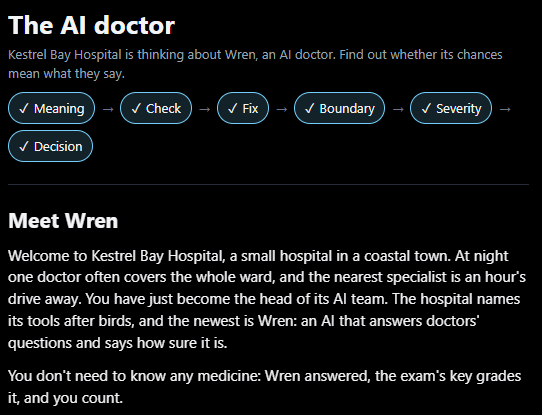 The AI doctor
Kestrel Bay Hospital is thinking about Wren, an AI doctor. Find out whether its chances
mean what they say.
✓ Meaning → ✓ Check → ✓ Fix → ✓ Boundary → ✓ Severity →
✓ Decision
Meet Wren
Welcome to Kestrel Bay Hospital, a small hospital in a coastal town. At night
one doctor often covers the whole ward, and the nearest specialist is an hour's
drive away. You have just become the head of its AI team. The hospital names
its tools after birds, and the newest is Wren: an AI that answers doctors'
questions and says how sure it is.
You don't need to know any medicine: Wren answered, the exam's key grades
it, and you count.